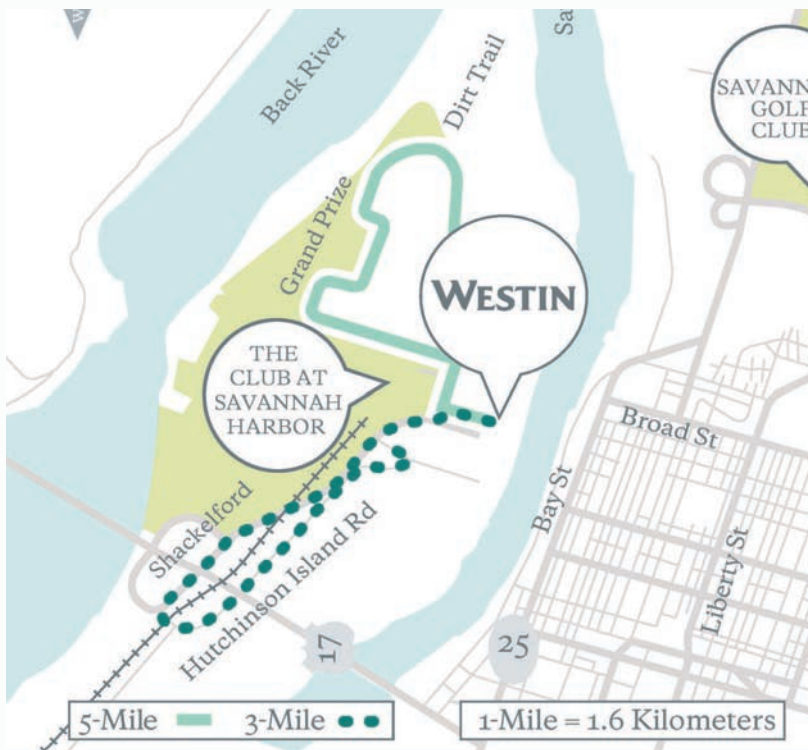 W
Back River
Dirt Trail
Sa
SAVANN
GOLF
CLUB
Grand Prize
WESTIN
THE
CLUB AT
SAVANNAH
HARBOR
Broad St
Bay St
Shackelford
Hutchinson Island Rd
Liberty St
17
25
5-Mile
3-Mile
1-Mile = 1.6 Kilometers